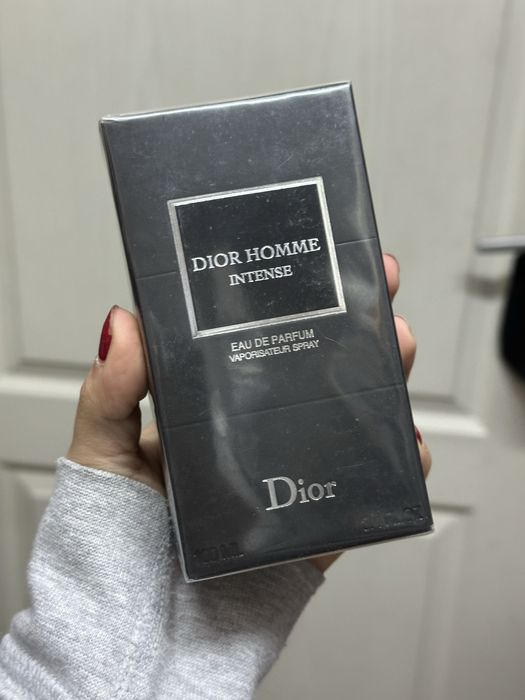 DIOR HOMME
INTENSE
EAU DE PARFUM
VAPORISATEUR SPRAY
Dior